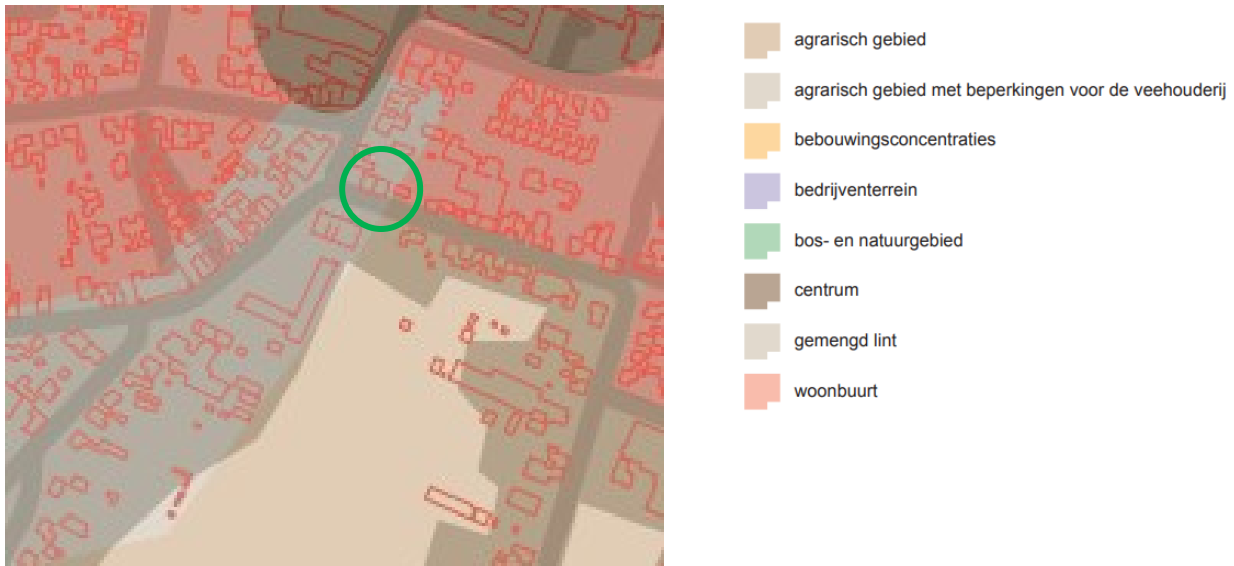 agrarisch gebied
agrarisch gebied met beperkingen voor de veehouderij
bebouwingsconcentraties
bedrijventerrein
bos- en natuurgebied
centrum
gemengd lint
woonbuurt